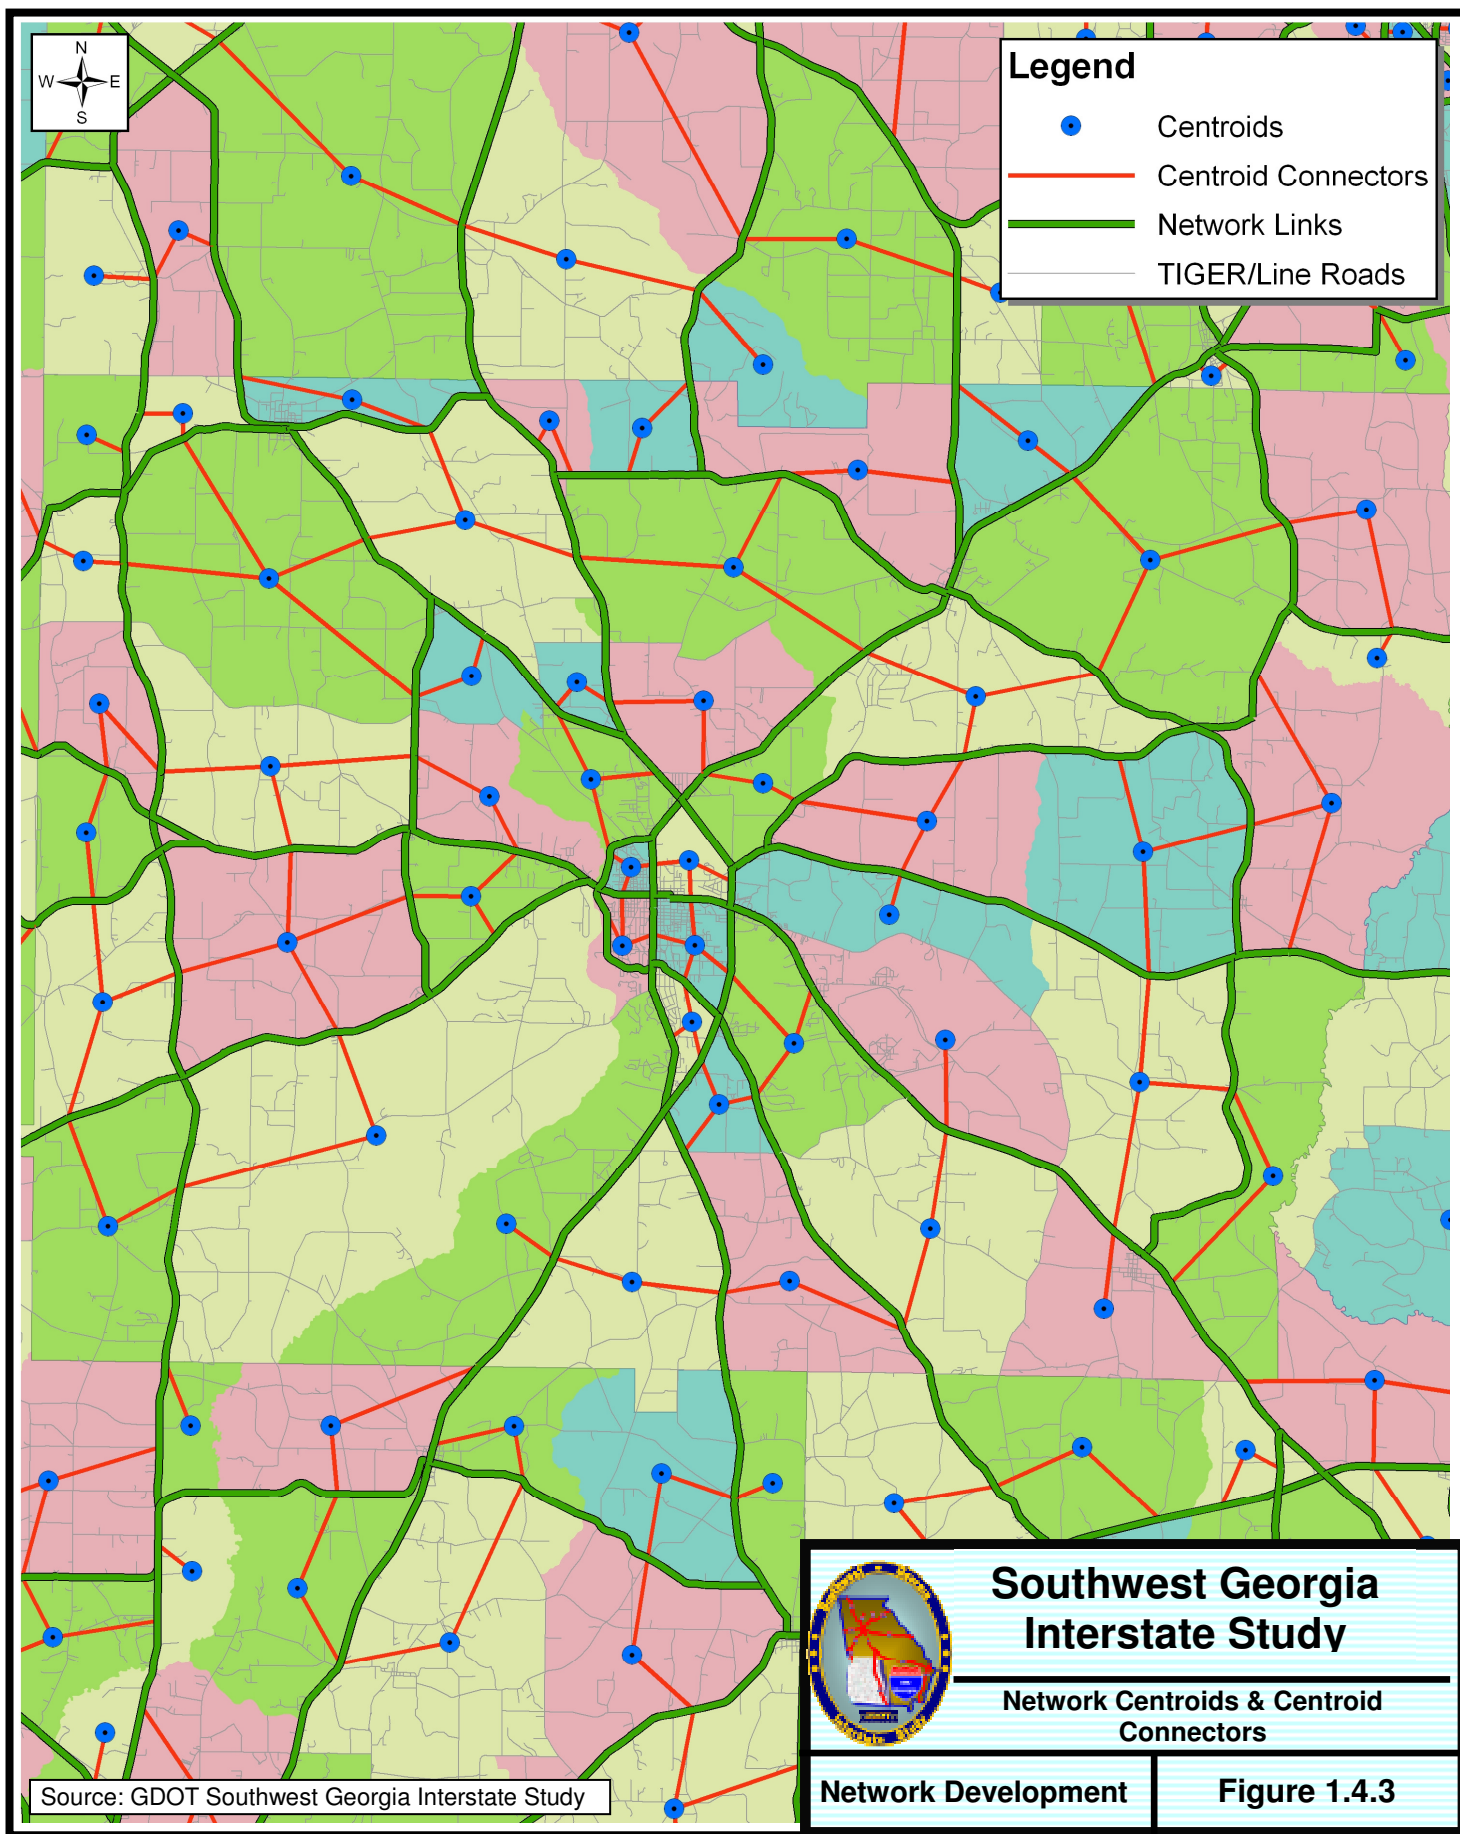 N
W E
S
Legend
Centroids
Centroid Connectors
Network Links
TIGER/Line Roads
Southwest Georgia
Interstate Study
Network Centroids & Centroid
Connectors
Network Development
Figure 1.4.3
Source: GDOT Southwest Georgia Interstate Study